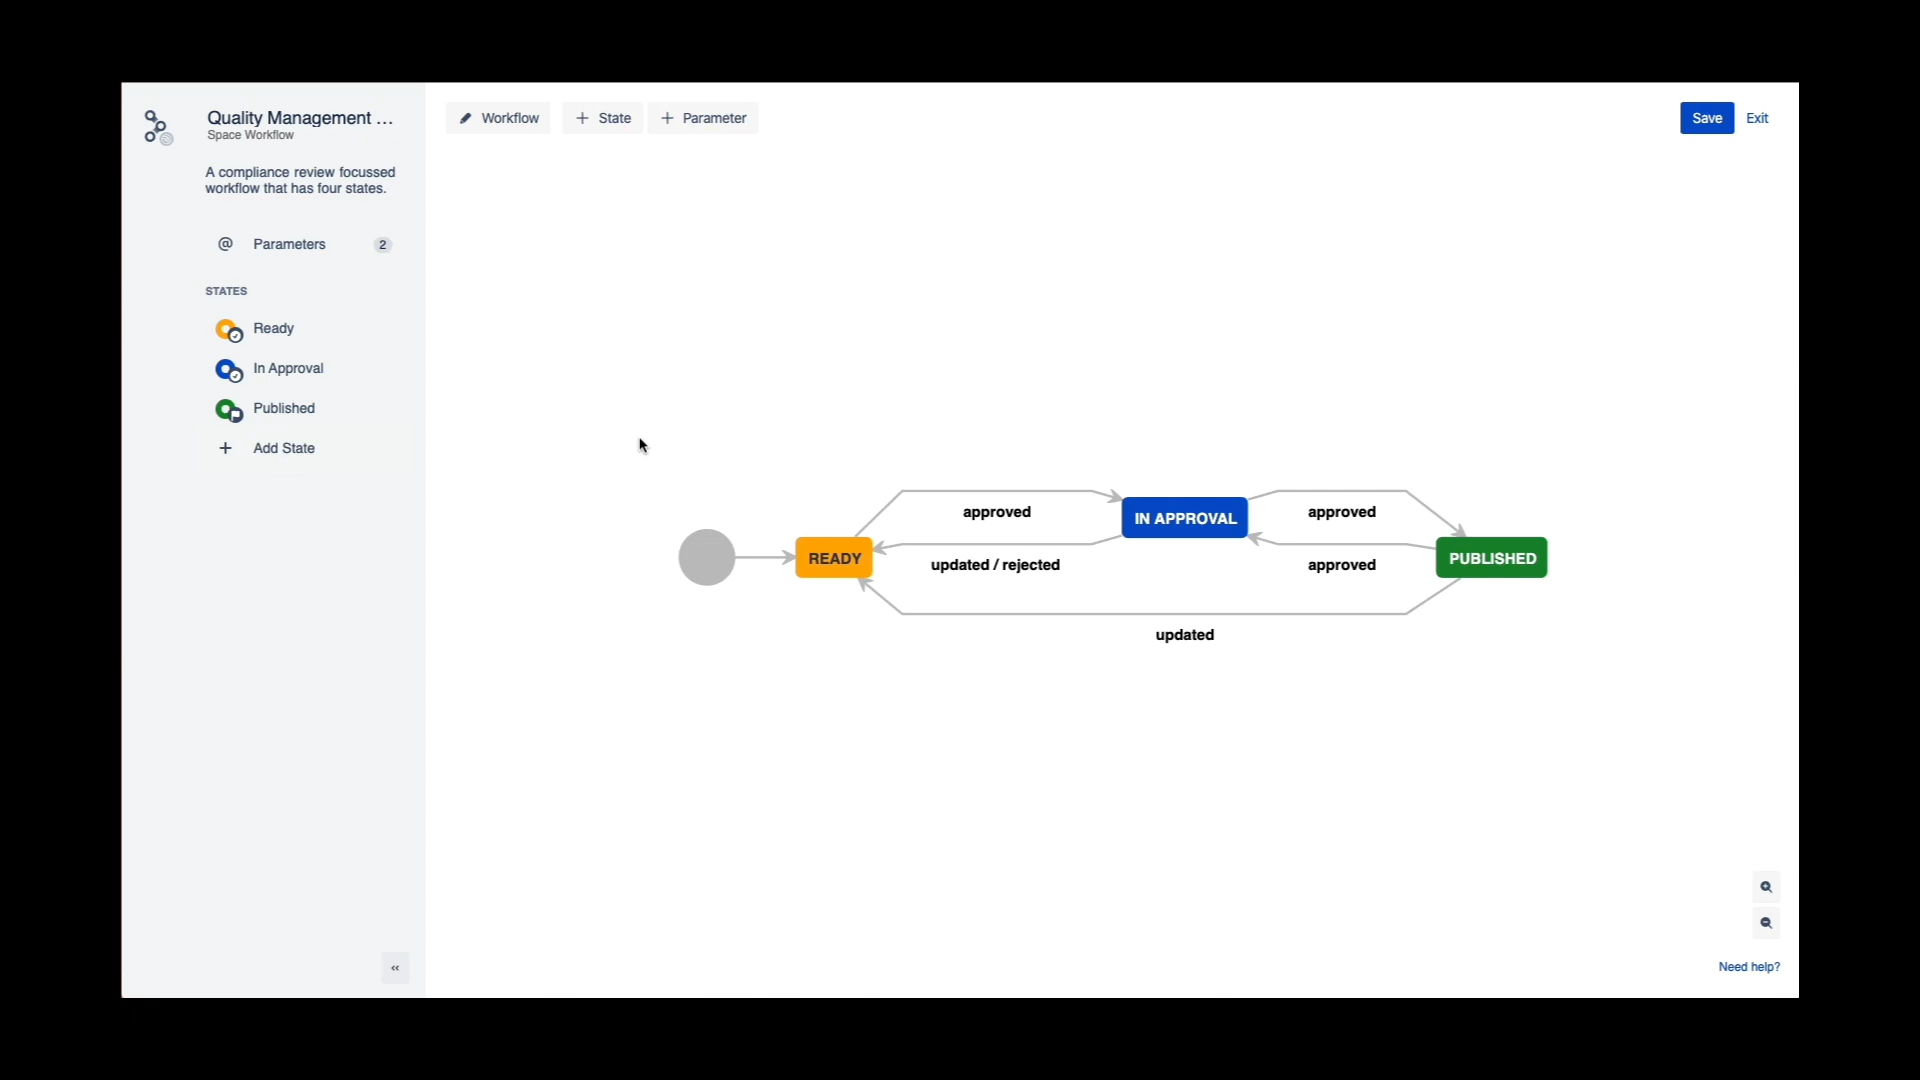 Quality Management ...
Space Workflow
A compliance review focussed
workflow that has four states.
@ Parameters 2
STATES
Ready
In Approval
Published
+ Add State
«
Workflow
+ State
+ Parameter
Save
Exit
approved
IN APPROVAL
approved
READY
updated / rejected
approved
PUBLISHED
updated
Need help?